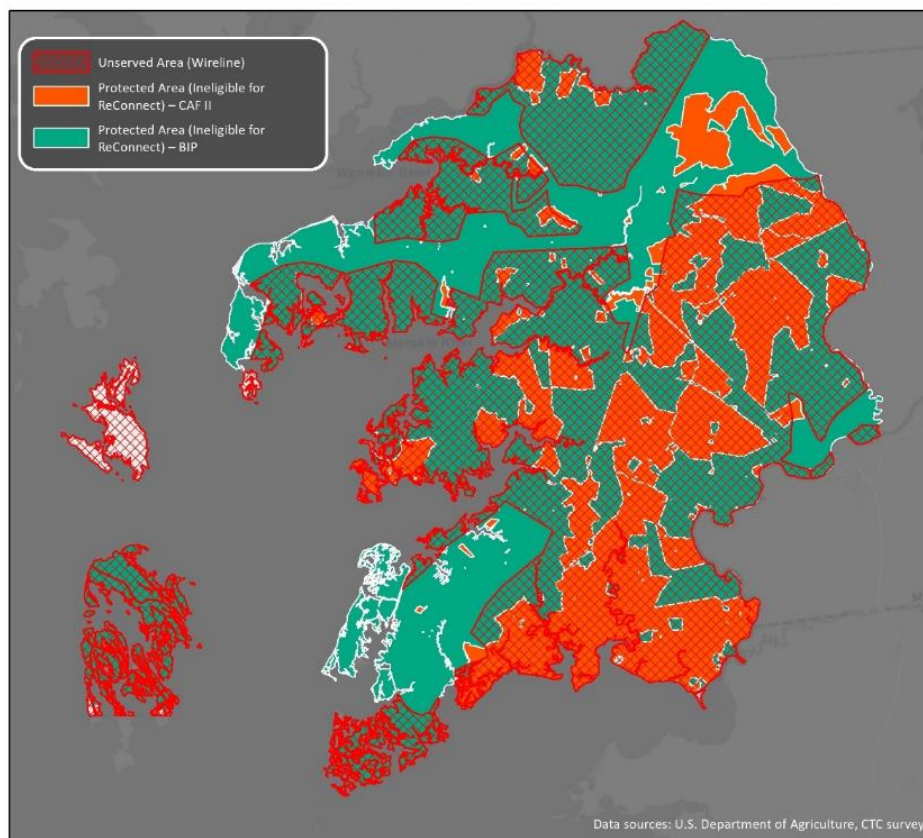 Unserved Area (Wireline)
Protected Area (Ineligible for
ReConnect) – CAF II
Protected Area (Ineligible for
ReConnect) – BIP
Data sources: U.S. Department of Agriculture, CTC survey